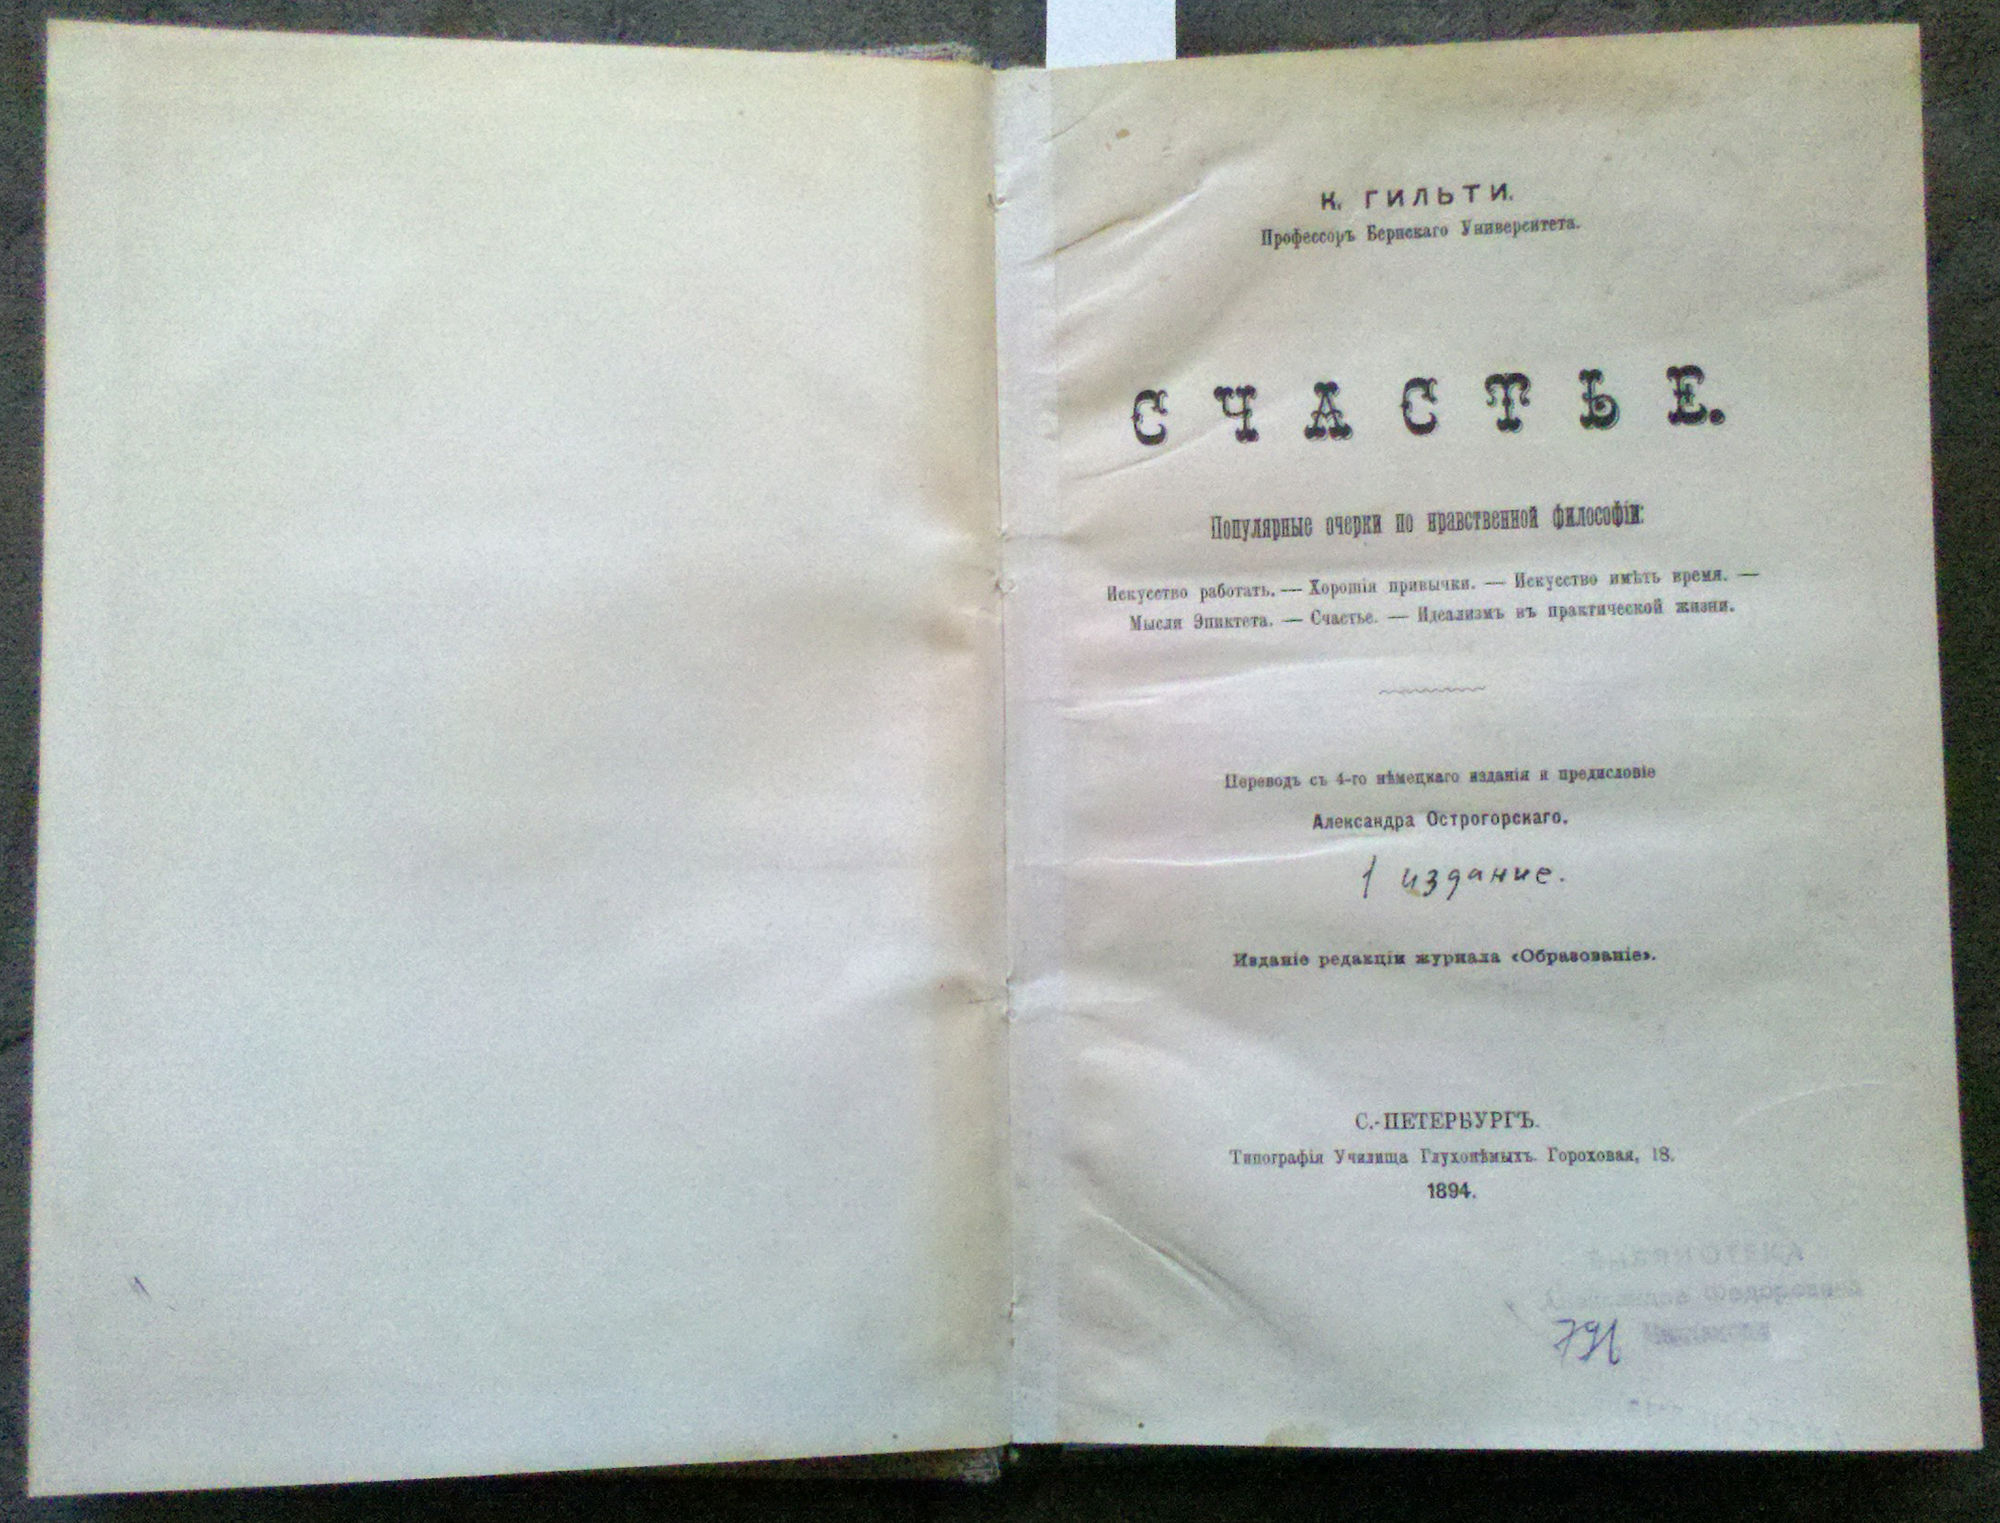 К. ГИЛЬТИ.
Профессоръ Бернскаго Университета.
СЧАСТЬЕ.
Популярные очерки по нравственной философіи:
Искусство работать. — Хорошія привычки. — Искусство имѣть время. —
Мысли Эпиктета. — Счастье. — Идеализмъ въ практической жизни.
Переводъ съ 4-го нѣмецкаго изданія и предисловіе
Александра Острогорскаго.
1 издание.
Изданіе редакціи журнала «Образованіе».
С.-ПЕТЕРБУРГЪ.
Типографія Училища Глухонѣмыхъ. Гороховая, 18.
1894.